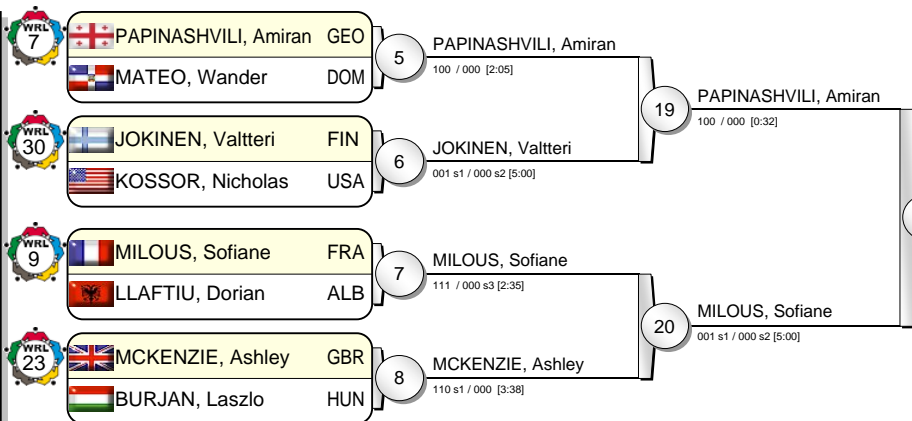 WRL
7
PAPINASHVILI, Amiran GEO
MATEO, Wander DOM
5
PAPINASHVILI, Amiran
100 / 000 [2:05]
WRL
30
JOKINEN, Valtteri FIN
KOSSOR, Nicholas USA
6
JOKINEN, Valtteri
001 s1 / 000 s2 [5:00]
19
PAPINASHVILI, Amiran
100 / 000 [0:32]
WRL
9
MILOUS, Sofiane FRA
LLAFTIU, Dorian ALB
7
MILOUS, Sofiane
111 / 000 s3 [2:35]
WRL
23
MCKENZIE, Ashley GBR
BURJAN, Laszlo HUN
8
MCKENZIE, Ashley
110 s1 / 000 [3:38]
20
MILOUS, Sofiane
001 s1 / 000 s2 [5:00]